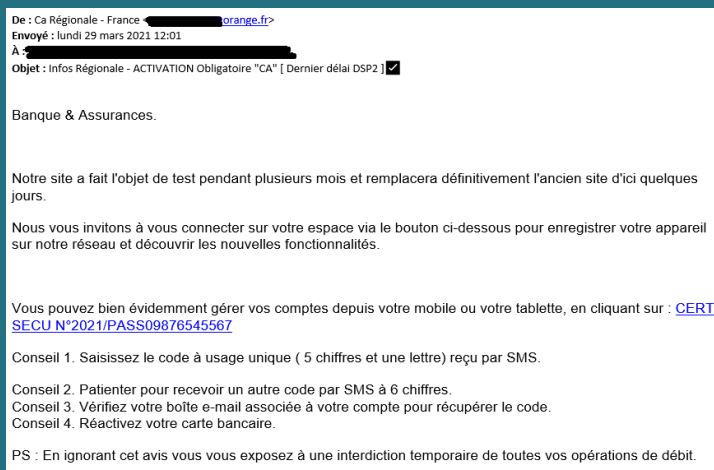 De : Ca Régionale - France < orange.fr>
Envoyé : lundi 29 mars 2021 12:01
À :
Objet : Infos Régionale - ACTIVATION Obligatoire "CA" [ Dernier délai DSP2 ]
Banque & Assurances.
Notre site a fait l'objet de test pendant plusieurs mois et remplacera définitivement l'ancien site d'ici quelques
jours.
Nous vous invitons à vous connecter sur votre espace via le bouton ci-dessous pour enregistrer votre appareil
sur notre réseau et découvrir les nouvelles fonctionnalités.
Vous pouvez bien évidemment gérer vos comptes depuis votre mobile ou votre tablette, en cliquant sur : CERT
SECU N°2021/PASS09876545567
Conseil 1. Saisissez le code à usage unique ( 5 chiffres et une lettre) reçu par SMS.
Conseil 2. Patienter pour recevoir un autre code par SMS à 6 chiffres.
Conseil 3. Vérifiez votre boîte e-mail associée à votre compte pour récupérer le code.
Conseil 4. Réactivez votre carte bancaire.
PS : En ignorant cet avis vous vous exposez à une interdiction temporaire de toutes vos opérations de débit.